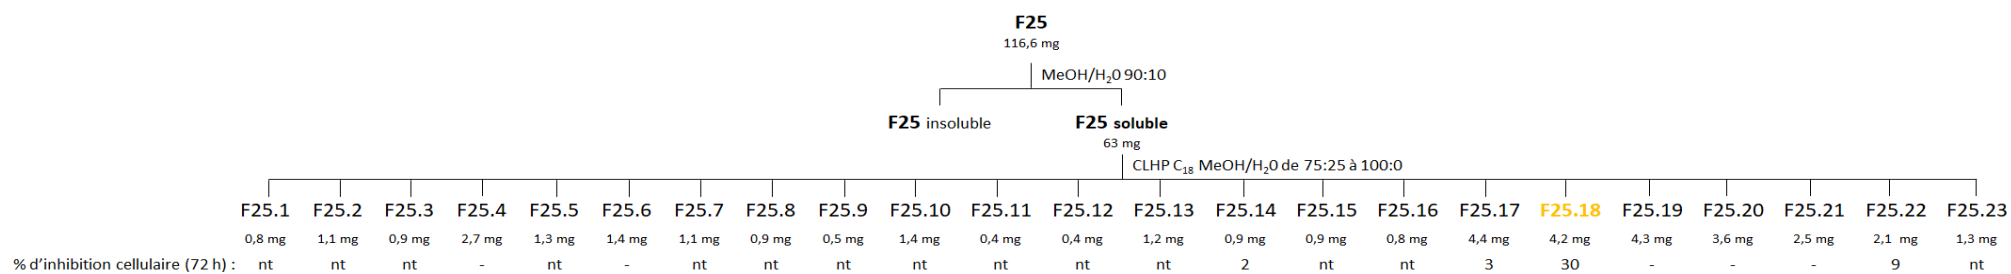 F25
116,6 mg
MeOH/H₂0 90:10
F25 insoluble F25 soluble
63 mg
CLHP C₁₈ MeOH/H₂0 de 75:25 à 100:0
F25.1 F25.2 F25.3 F25.4 F25.5 F25.6 F25.7 F25.8 F25.9 F25.10 F25.11 F25.12 F25.13 F25.14 F25.15 F25.16 F25.17 F25.18 F25.19 F25.20 F25.21 F25.22 F25.23
0,8 mg 1,1 mg 0,9 mg 2,7 mg 1,3 mg 1,4 mg 1,1 mg 0,9 mg 0,5 mg 1,4 mg 0,4 mg 0,4 mg 1,2 mg 0,9 mg 0,9 mg 0,8 mg 4,4 mg 4,2 mg 4,3 mg 3,6 mg 2,5 mg 2,1 mg 1,3 mg
% d’inhibition cellulaire (72 h) : nt nt nt - nt - nt nt nt nt nt nt nt 2 nt nt 3 30 - - - 9 nt